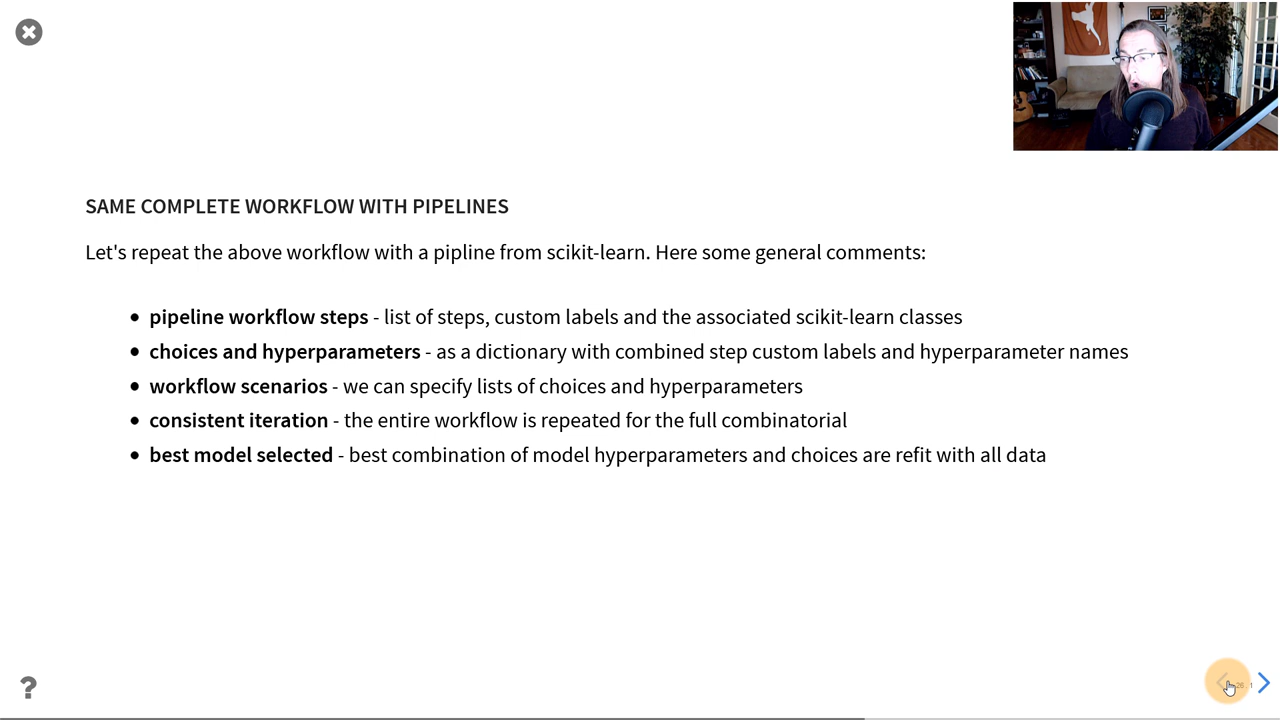 SAME COMPLETE WORKFLOW WITH PIPELINES
Let's repeat the above workflow with a pipline from scikit-learn. Here some general comments:
• pipeline workflow steps - list of steps, custom labels and the associated scikit-learn classes
• choices and hyperparameters - as a dictionary with combined step custom labels and hyperparameter names
• workflow scenarios - we can specify lists of choices and hyperparameters
• consistent iteration - the entire workflow is repeated for the full combinatorial
• best model selected - best combination of model hyperparameters and choices are refit with all data
?
26.1